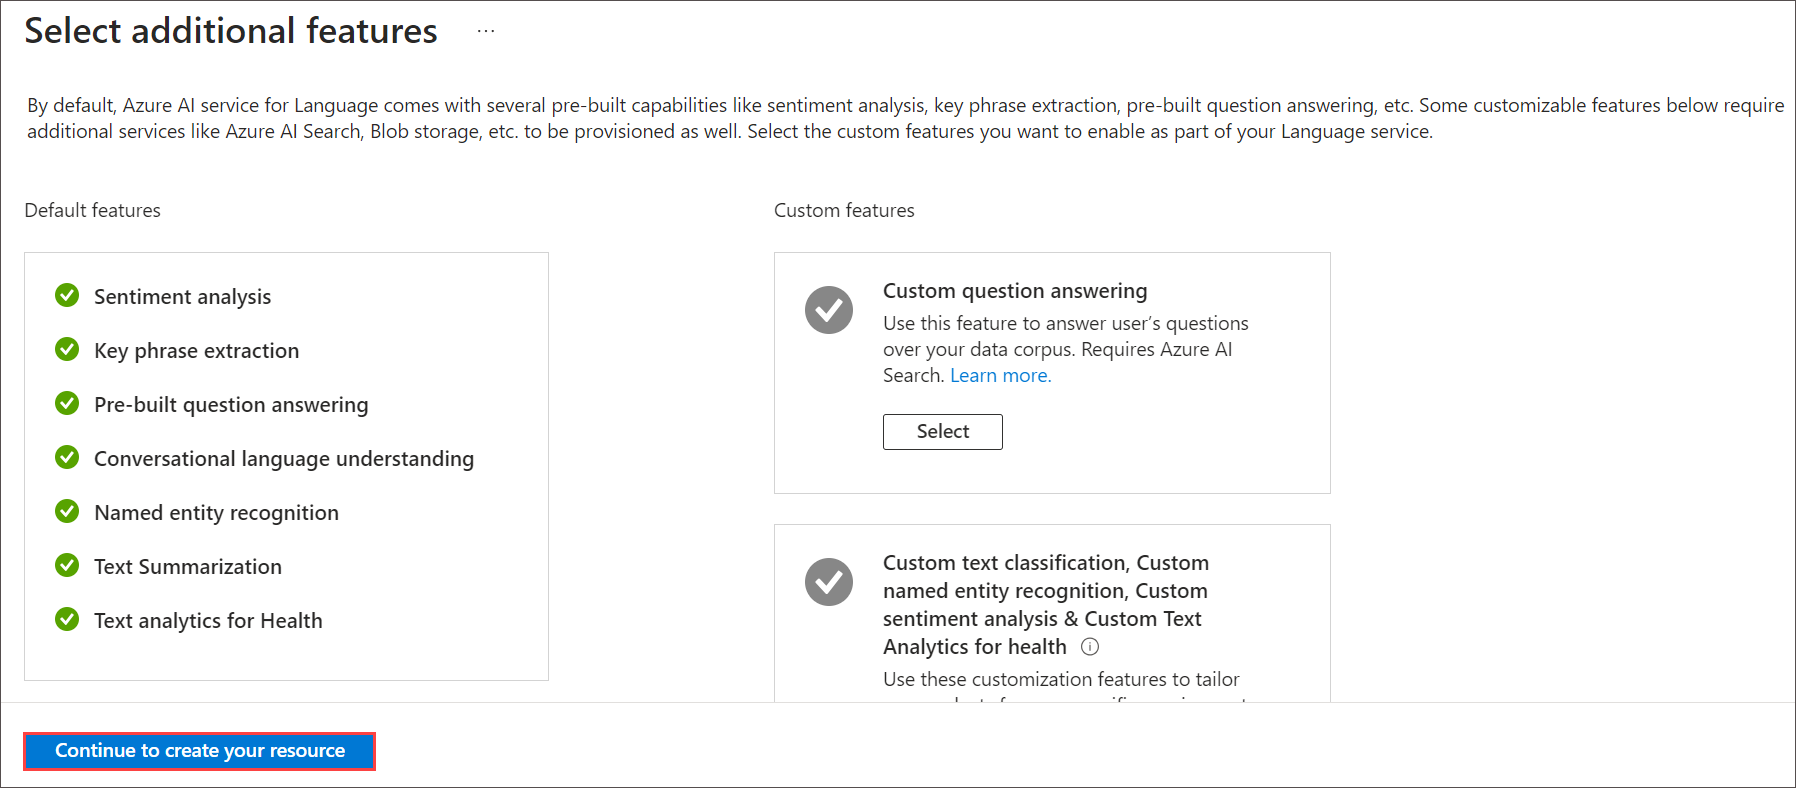 Select additional features ...
By default, Azure AI service for Language comes with several pre-built capabilities like sentiment analysis, key phrase extraction, pre-built question answering, etc. Some customizable features below require
additional services like Azure AI Search, Blob storage, etc. to be provisioned as well. Select the custom features you want to enable as part of your Language service.
Default features
Sentiment analysis
Key phrase extraction
Pre-built question answering
Conversational language understanding
Named entity recognition
Text Summarization
Text analytics for Health
Custom features
Custom question answering
Use this feature to answer user’s questions
over your data corpus. Requires Azure AI
Search. Learn more.
Select
Custom text classification, Custom
named entity recognition, Custom
sentiment analysis & Custom Text
Analytics for health
Use these customization features to tailor
Continue to create your resource